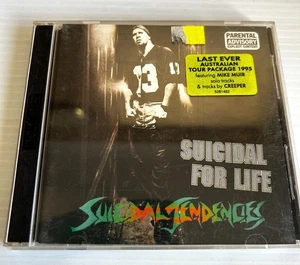 PARENTAL
ADVISORY
EXPLICIT CONTENT
LAST EVER
AUSTRALIAN
TOUR PACKAGE 1995
featuring MIKE MUIR
solo tracks
& tracks by CREEPER
13
SUICIDAL
FOR LIFE
SUICIDAL TENDENCIES